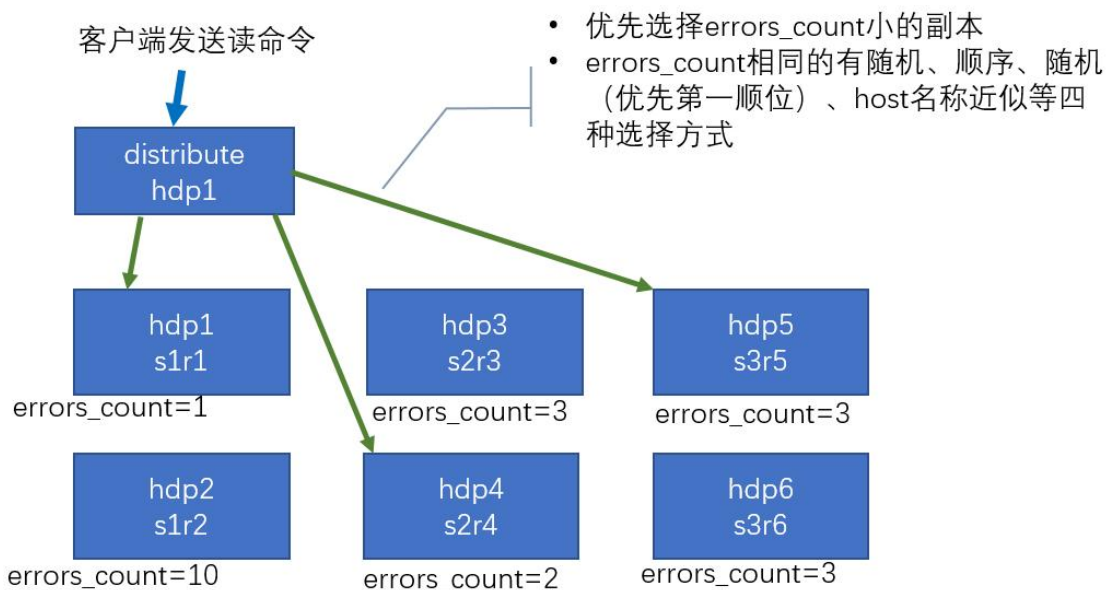 客户端发送读命令
• 优先选择errors_count小的副本
• errors_count相同的有随机、顺序、随机
（优先第一顺位）、host名称近似等四
种选择方式
distribute
hdp1
hdp1
s1r1
errors_count=1
hdp3
s2r3
errors_count=3
hdp5
s3r5
errors_count=3
hdp2
s1r2
errors_count=10
hdp4
s2r4
errors_count=2
hdp6
s3r6
errors_count=3